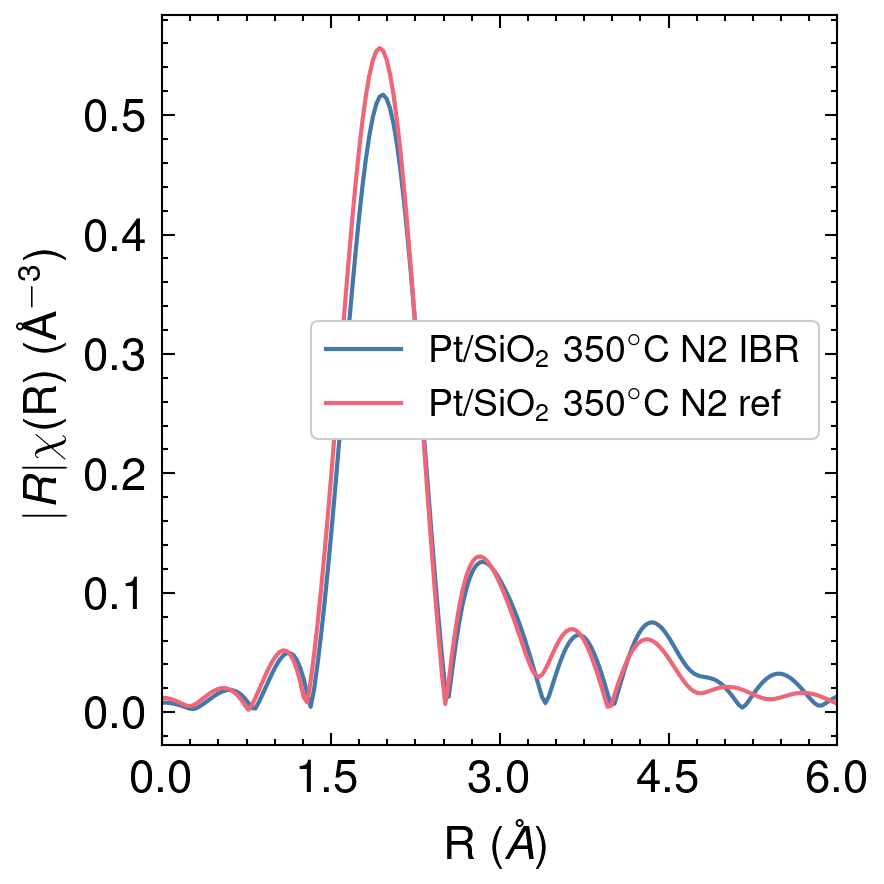 0.5
0.4
0.3
0.2
0.1
0.0
|R|χ(R) (Å⁻³)
Pt/SiO₂ 350°C N2 IBR
Pt/SiO₂ 350°C N2 ref
0.0 1.5 3.0 4.5 6.0
R (Å)